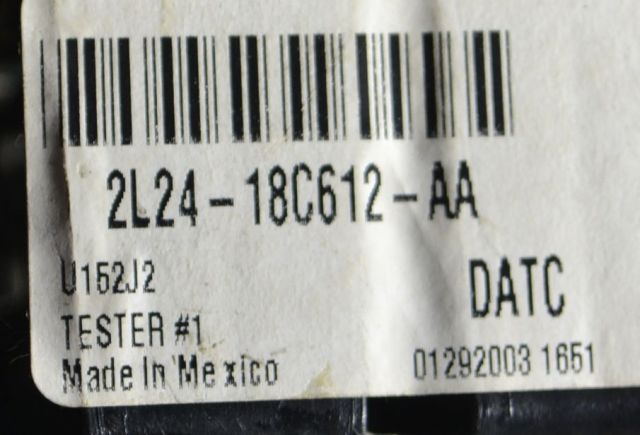 2L24-18C612-AA
U152J2
DATC
TESTER #1
Made In Mexico
01292003 1651